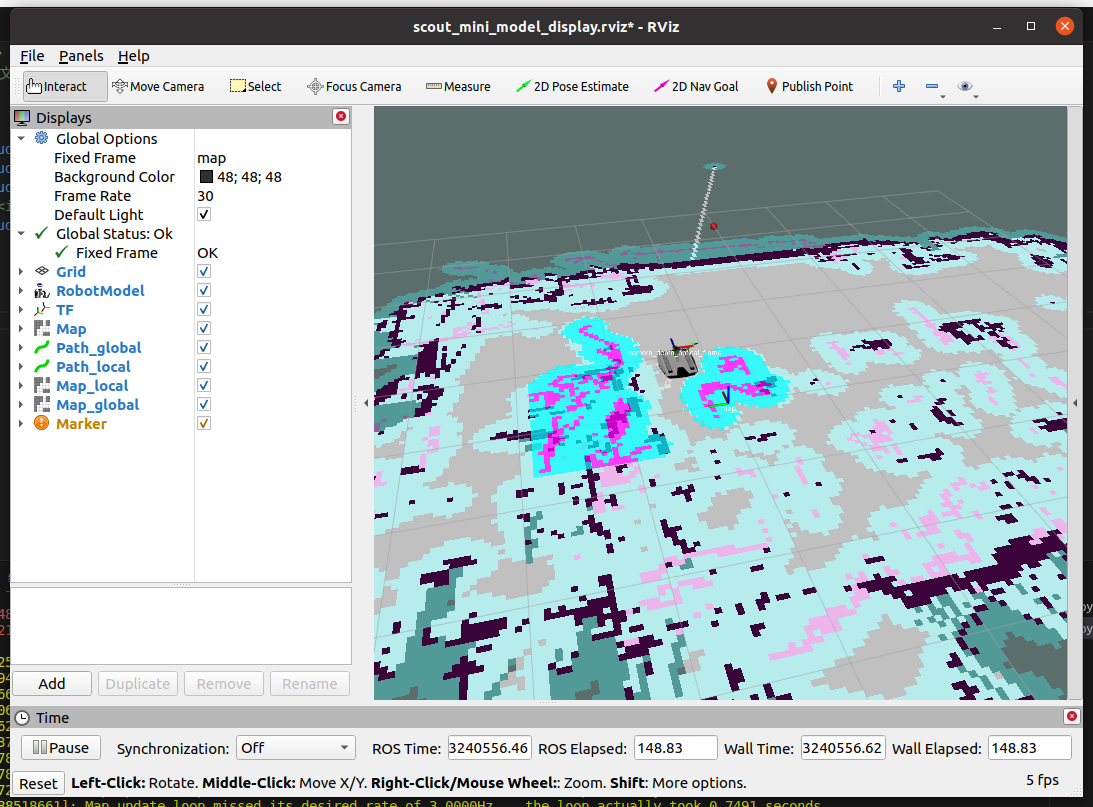 scout_mini_model_display.rviz* - RViz
File Panels Help
Interact Move Camera Select Focus Camera Measure 2D Pose Estimate 2D Nav Goal Publish Point
Displays
Global Options
Fixed Frame map
Background Color 48; 48; 48
Frame Rate 30
Default Light
Global Status: Ok
Fixed Frame OK
Grid
RobotModel
TF
Map
Path_global
Path_local
Map_local
Map_global
Marker
camera_depth_optical_frame
map
Add Duplicate Remove Rename
Time
Pause Synchronization: Off ROS Time: 3240556.46 ROS Elapsed: 148.83 Wall Time: 3240556.62 Wall Elapsed: 148.83
Reset Left-Click: Rotate. Middle-Click: Move X/Y. Right-Click/Mouse Wheel:: Zoom. Shift: More options. 5 fps
88518661]: Map update loop missed its desired rate of 3.0000Hz... the loop actually took 0.7491 seconds